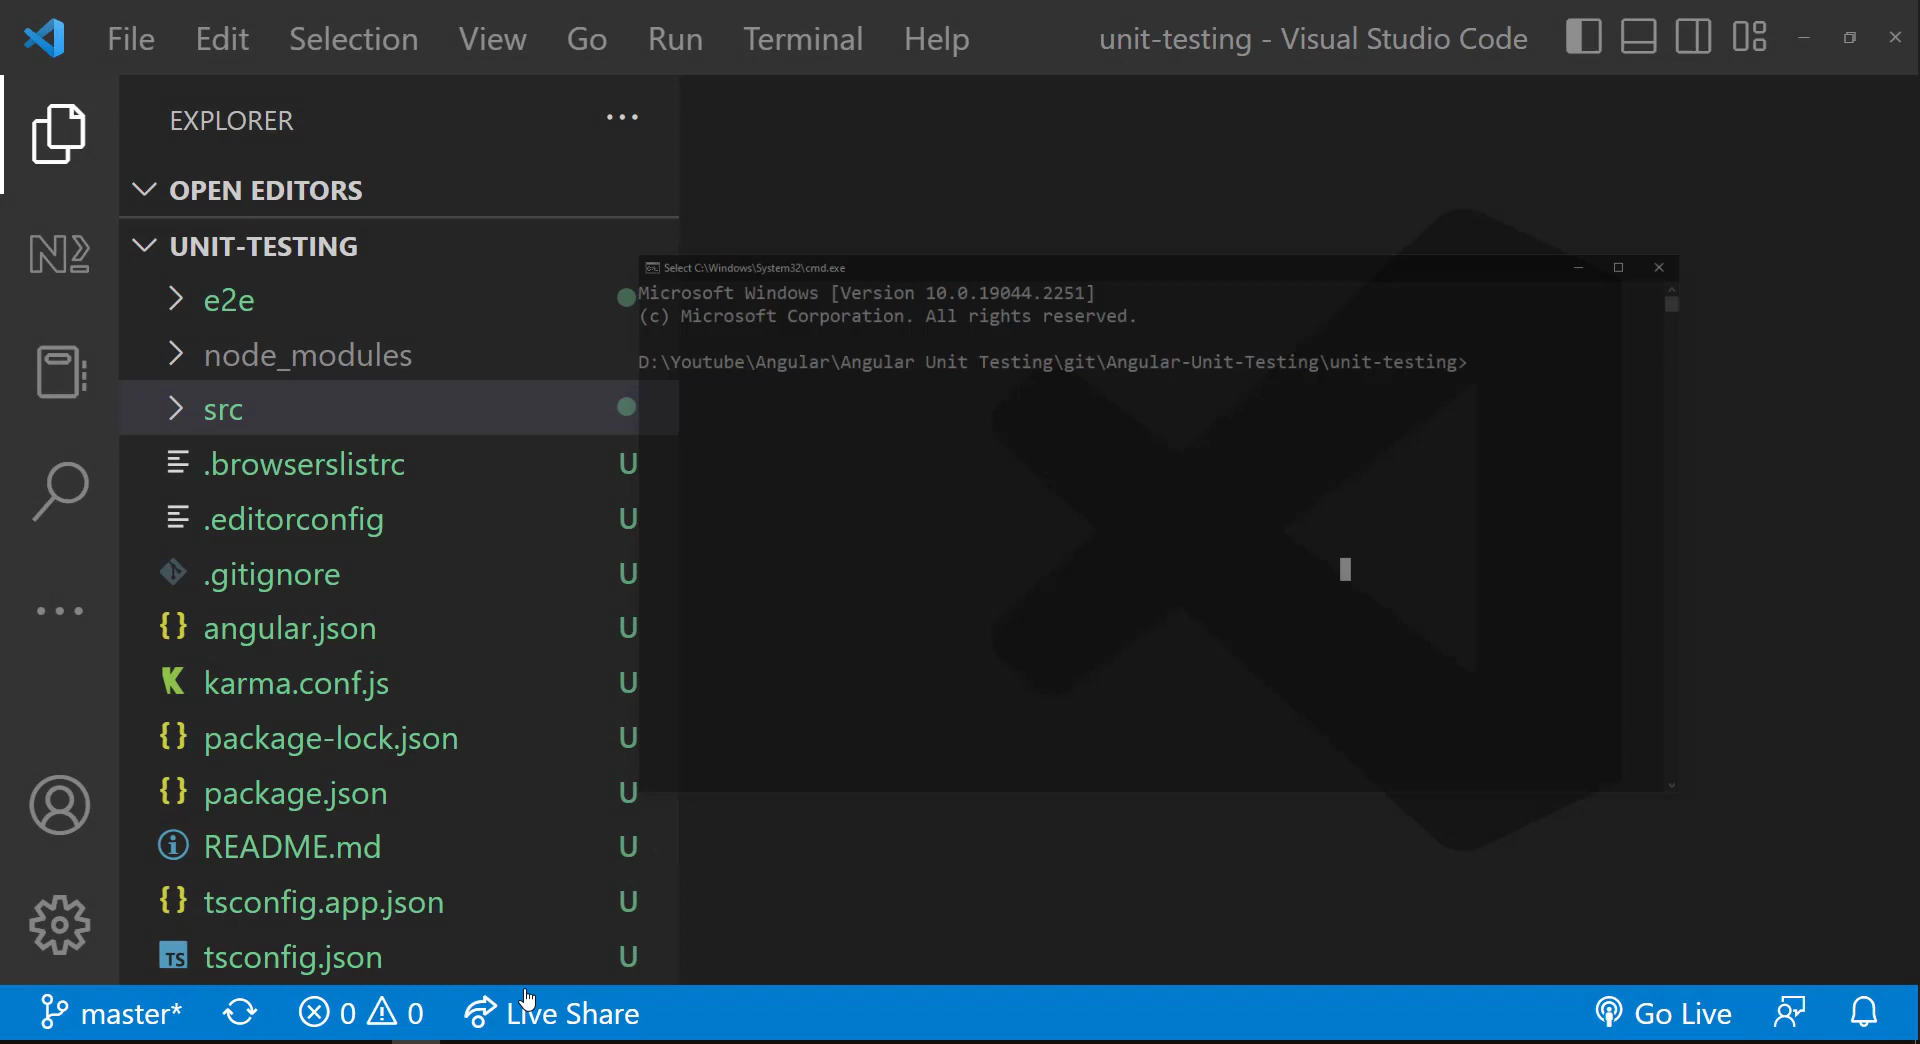 File Edit Selection View Go Run Terminal Help unit-testing - Visual Studio Code
EXPLORER
OPEN EDITORS
UNIT-TESTING
e2e
node_modules
src
.browserslistrc U
.editorconfig U
.gitignore U
angular.json U
karma.conf.js U
package-lock.json U
package.json U
README.md U
tsconfig.app.json U
tsconfig.json U
Select C:\Windows\System32\cmd.exe
Microsoft Windows [Version 10.0.19044.2251]
(c) Microsoft Corporation. All rights reserved.
D:\Youtube\Angular\Angular Unit Testing\git\Angular-Unit-Testing\unit-testing>
master* 0 0 Live Share Go Live